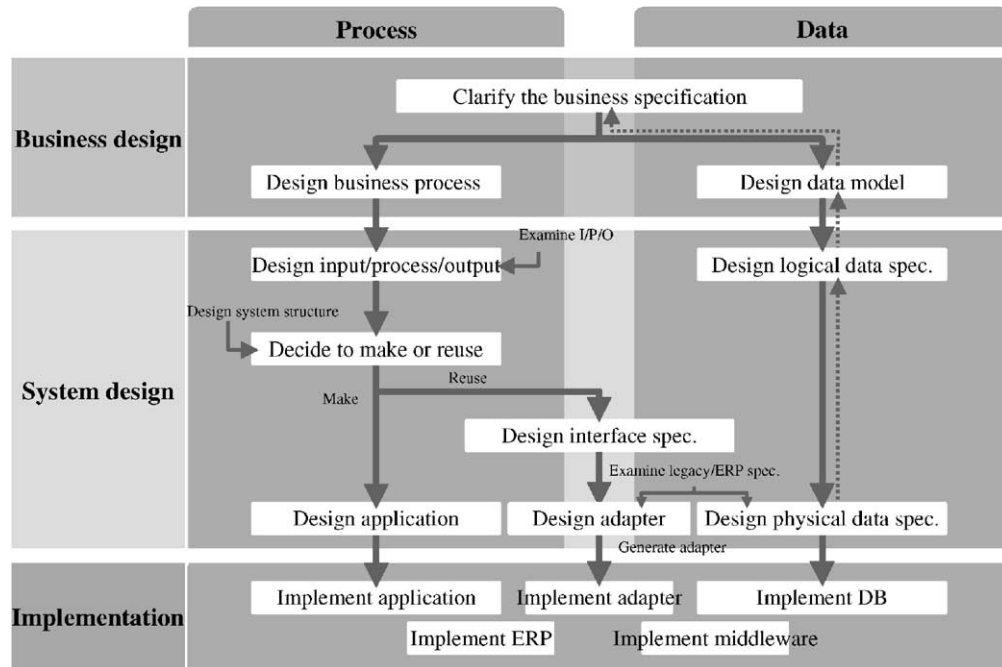 Process
Data
Business design
Clarify the business specification
Design business process
Design data model
System design
Examine I/P/O
Design input/process/output
Design logical data spec.
Design system structure
Decide to make or reuse
Reuse
Make
Design interface spec.
Examine legacy/ERP spec.
Design application
Design adapter
Design physical data spec.
Generate adapter
Implementation
Implement application
Implement adapter
Implement DB
Implement ERP
Implement middleware